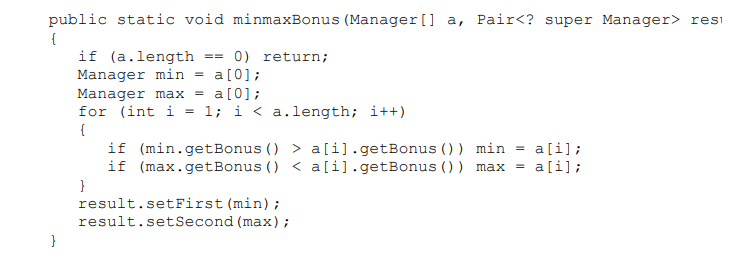 public static void minmaxBonus(Manager[] a, Pair<? super Manager>
{
if (a.length == 0) return;
Manager min = a[0];
Manager max = a[0];
for (int i = 1; i < a.length; i++)
{
if (min.getBonus() > a[i].getBonus()) min = a[i];
if (max.getBonus() < a[i].getBonus()) max = a[i];
}
result.setFirst(min);
result.setSecond(max);
}